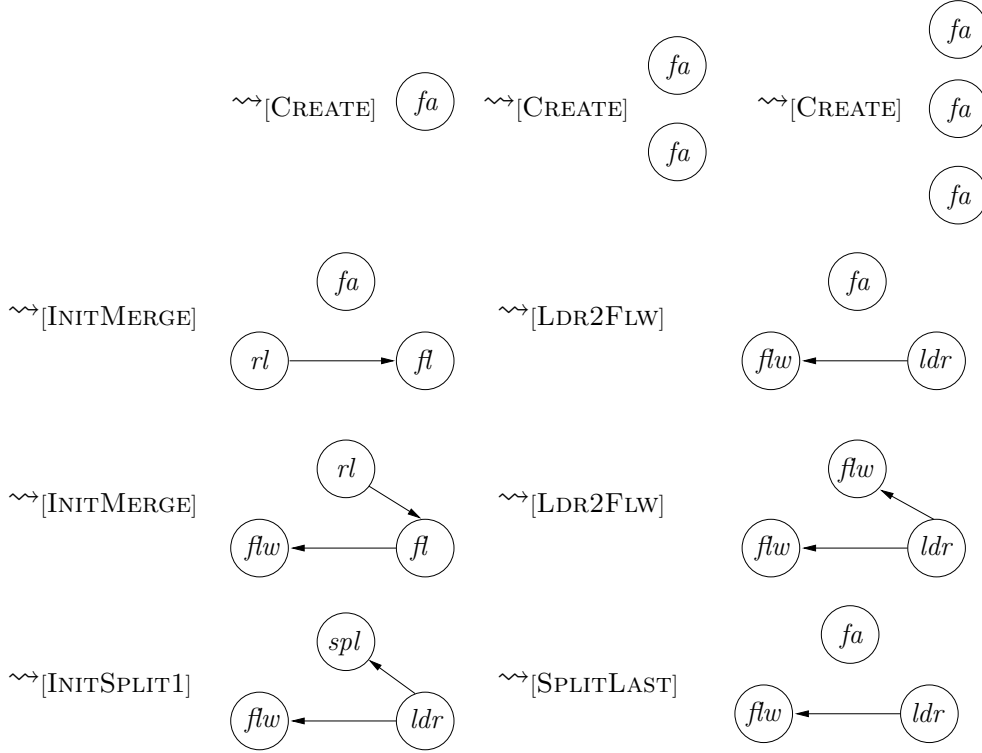 fa
⇝[CREATE] fa ⇝[CREATE] fa fa ⇝[CREATE] fa
fa
fa
⇝[INITMERGE] rl fl ⇝[LDR2FLW] fa flw ldr
⇝[INITMERGE] rl flw fl ⇝[LDR2FLW] flw flw ldr
⇝[INITSPLIT1] spl flw ldr ⇝[SPLITLAST] fa flw ldr